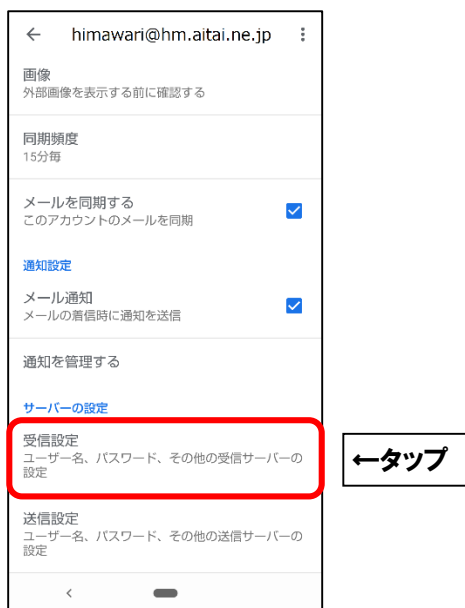 himawari@hm.aitai.ne.jp
画像
外部画像を表示する前に確認する
同期頻度
15分毎
メールを同期する
このアカウントのメールを同期
通知設定
メール通知
メールの着信時に通知を送信
通知を管理する
サーバーの設定
受信設定
ユーザー名、パスワード、その他の受信サーバーの
設定
←タップ
送信設定
ユーザー名、パスワード、その他の送信サーバーの
設定